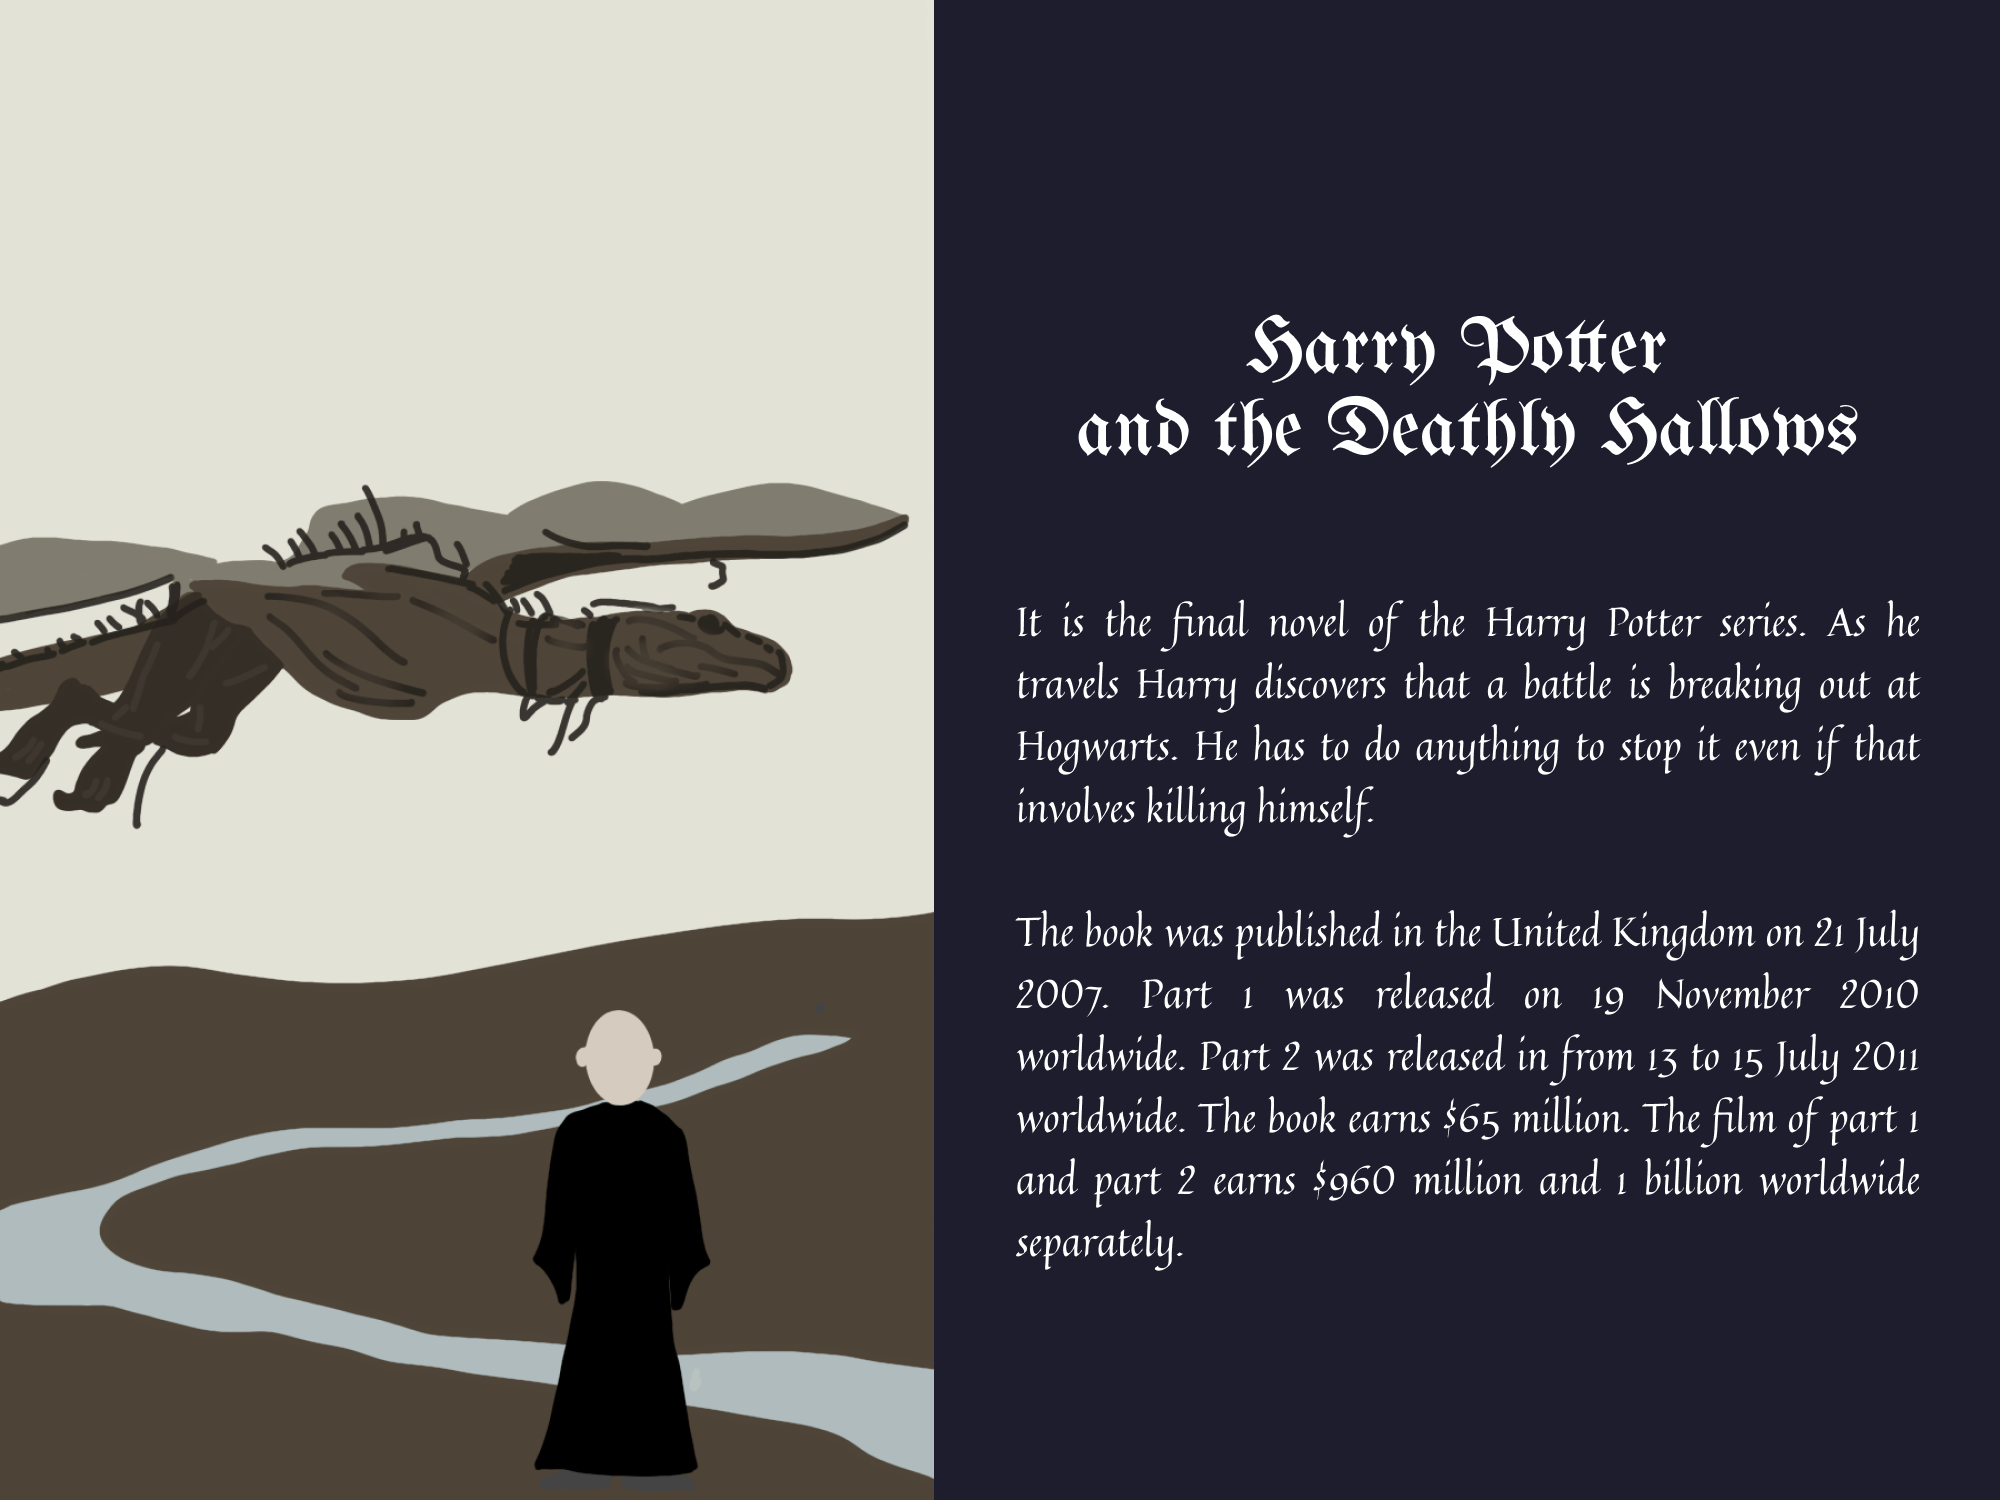 Harry Potter
and the Deathly Hallows
It is the final novel of the Harry Potter series. As he
travels Harry discovers that a battle is breaking out at
Hogwarts. He has to do anything to stop it even if that
involves killing himself.
The book was published in the United Kingdom on 21 July
2007. Part 1 was released on 19 November 2010
worldwide. Part 2 was released in from 13 to 15 July 2011
worldwide. The book earns $65 million. The film of part 1
and part 2 earns $960 million and 1 billion worldwide
separately.